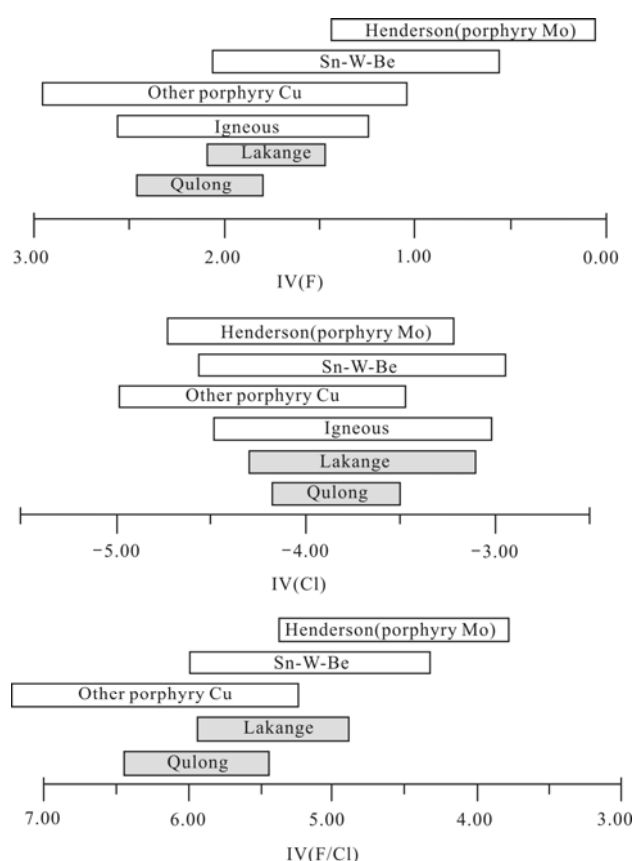 Henderson(porphyry Mo)
Sn-W-Be
Other porphyry Cu
Igneous
Lakange
Qulong
3.00 2.00 1.00 0.00
IV(F)
Henderson(porphyry Mo)
Sn-W-Be
Other porphyry Cu
Igneous
Lakange
Qulong
−5.00 −4.00 −3.00
IV(Cl)
Henderson(porphyry Mo)
Sn-W-Be
Other porphyry Cu
Lakange
Qulong
7.00 6.00 5.00 4.00 3.00
IV(F/Cl)